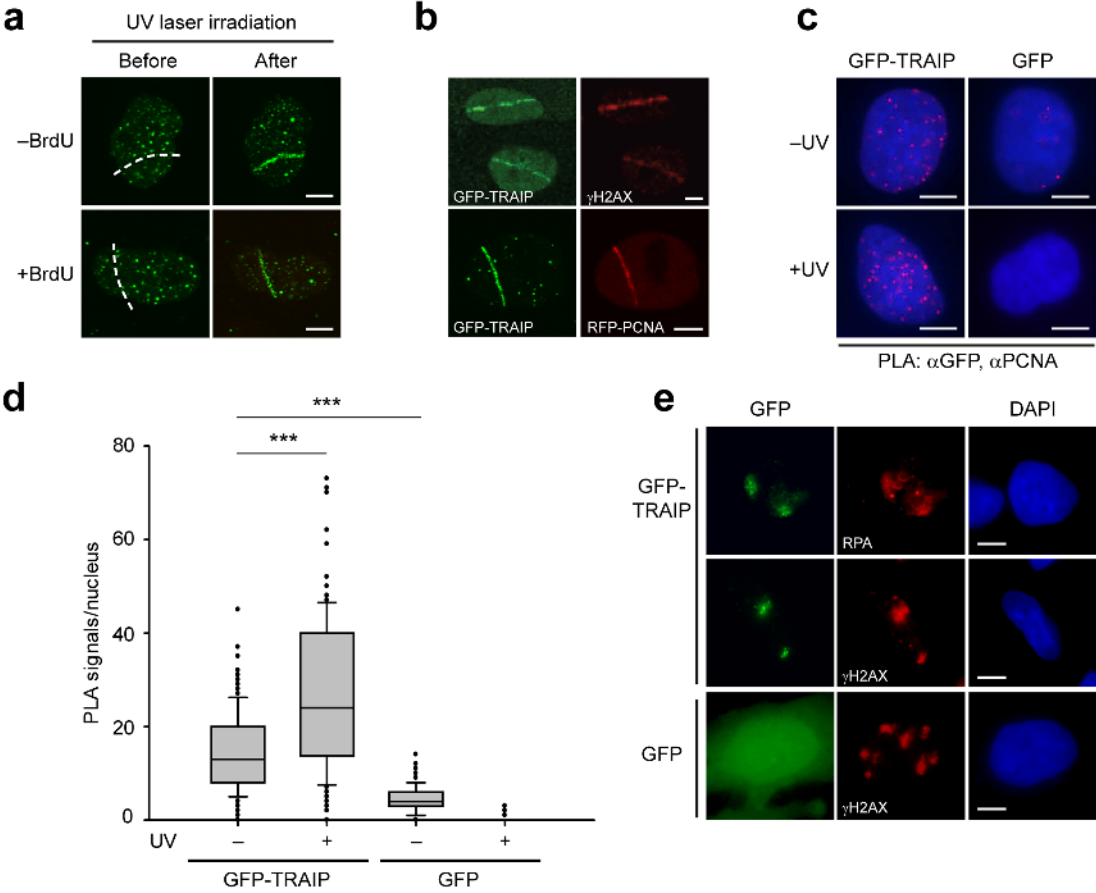 a
UV laser irradiation
Before
After
–BrdU
+BrdU
b
GFP-TRAIP
γH2AX
GFP-TRAIP
RFP-PCNA
c
GFP-TRAIP
GFP
–UV
+UV
PLA: αGFP, αPCNA
d
***
***
80
60
40
20
0
PLA signals/nucleus
UV
–
+
–
+
GFP-TRAIP
GFP
e
GFP
DAPI
GFP-
TRAIP
RPA
γH2AX
GFP
γH2AX